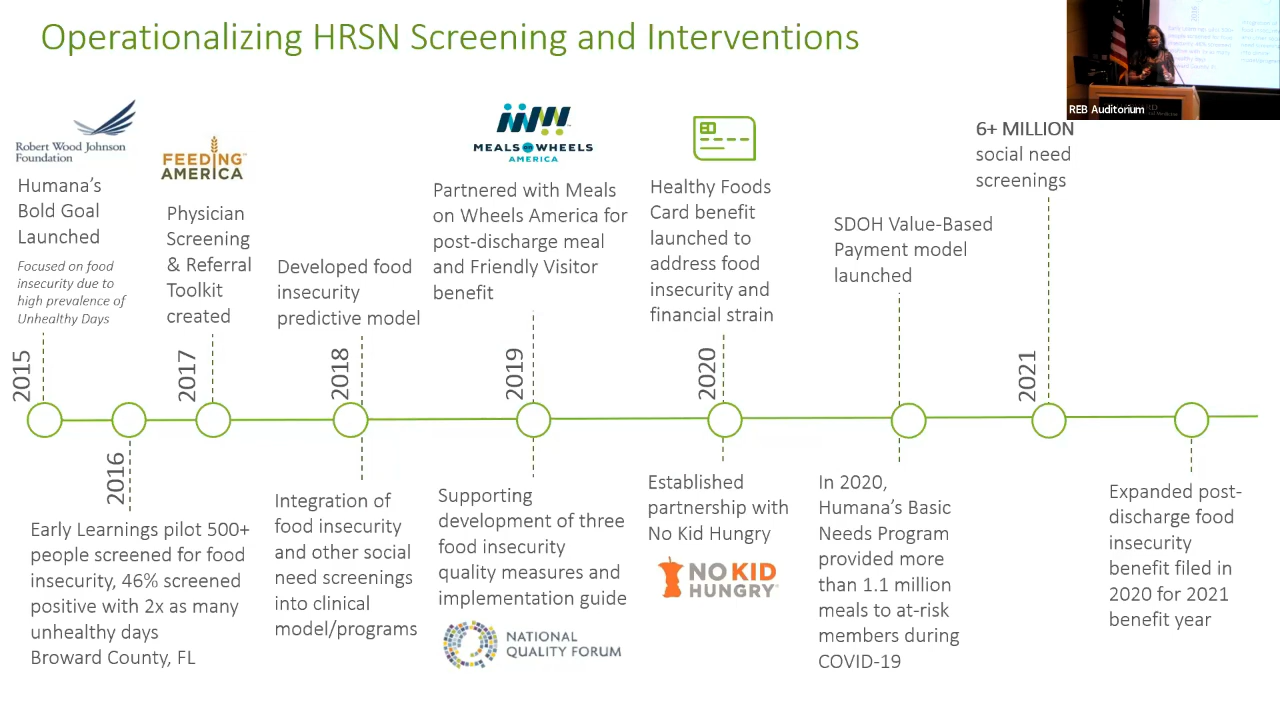 Operationalizing HRSN Screening and Interventions
REB Auditorium
Robert Wood Johnson
Foundation
Humana's
Bold Goal
Launched
Focused on food
insecurity due to
high prevalence of
Unhealthy Days
2015
FEEDING
AMERICA
Physician
Screening
& Referral
Toolkit
created
2017
Developed food
insecurity
predictive model
2018
MEALS ON WHEELS
AMERICA
Partnered with Meals
on Wheels America for
post-discharge meal
and Friendly Visitor
benefit
2019
Healthy Foods
Card benefit
launched to
address food
insecurity and
financial strain
2020
SDOH Value-Based
Payment model
launched
6+ MILLION
social need
screenings
2021
2016
Early Learnings pilot 500+
people screened for food
insecurity, 46% screened
positive with 2x as many
unhealthy days
Broward County, FL
Integration of
food insecurity
and other social
need screenings
into clinical
model/programs
Supporting
development of three
food insecurity
quality measures and
implementation guide
NATIONAL
QUALITY FORUM
Established
partnership with
No Kid Hungry
NO KID
HUNGRY
In 2020,
Humana's Basic
Needs Program
provided more
than 1.1 million
meals to at-risk
members during
COVID-19
Expanded post-
discharge food
insecurity
benefit filed in
2020 for 2021
benefit year